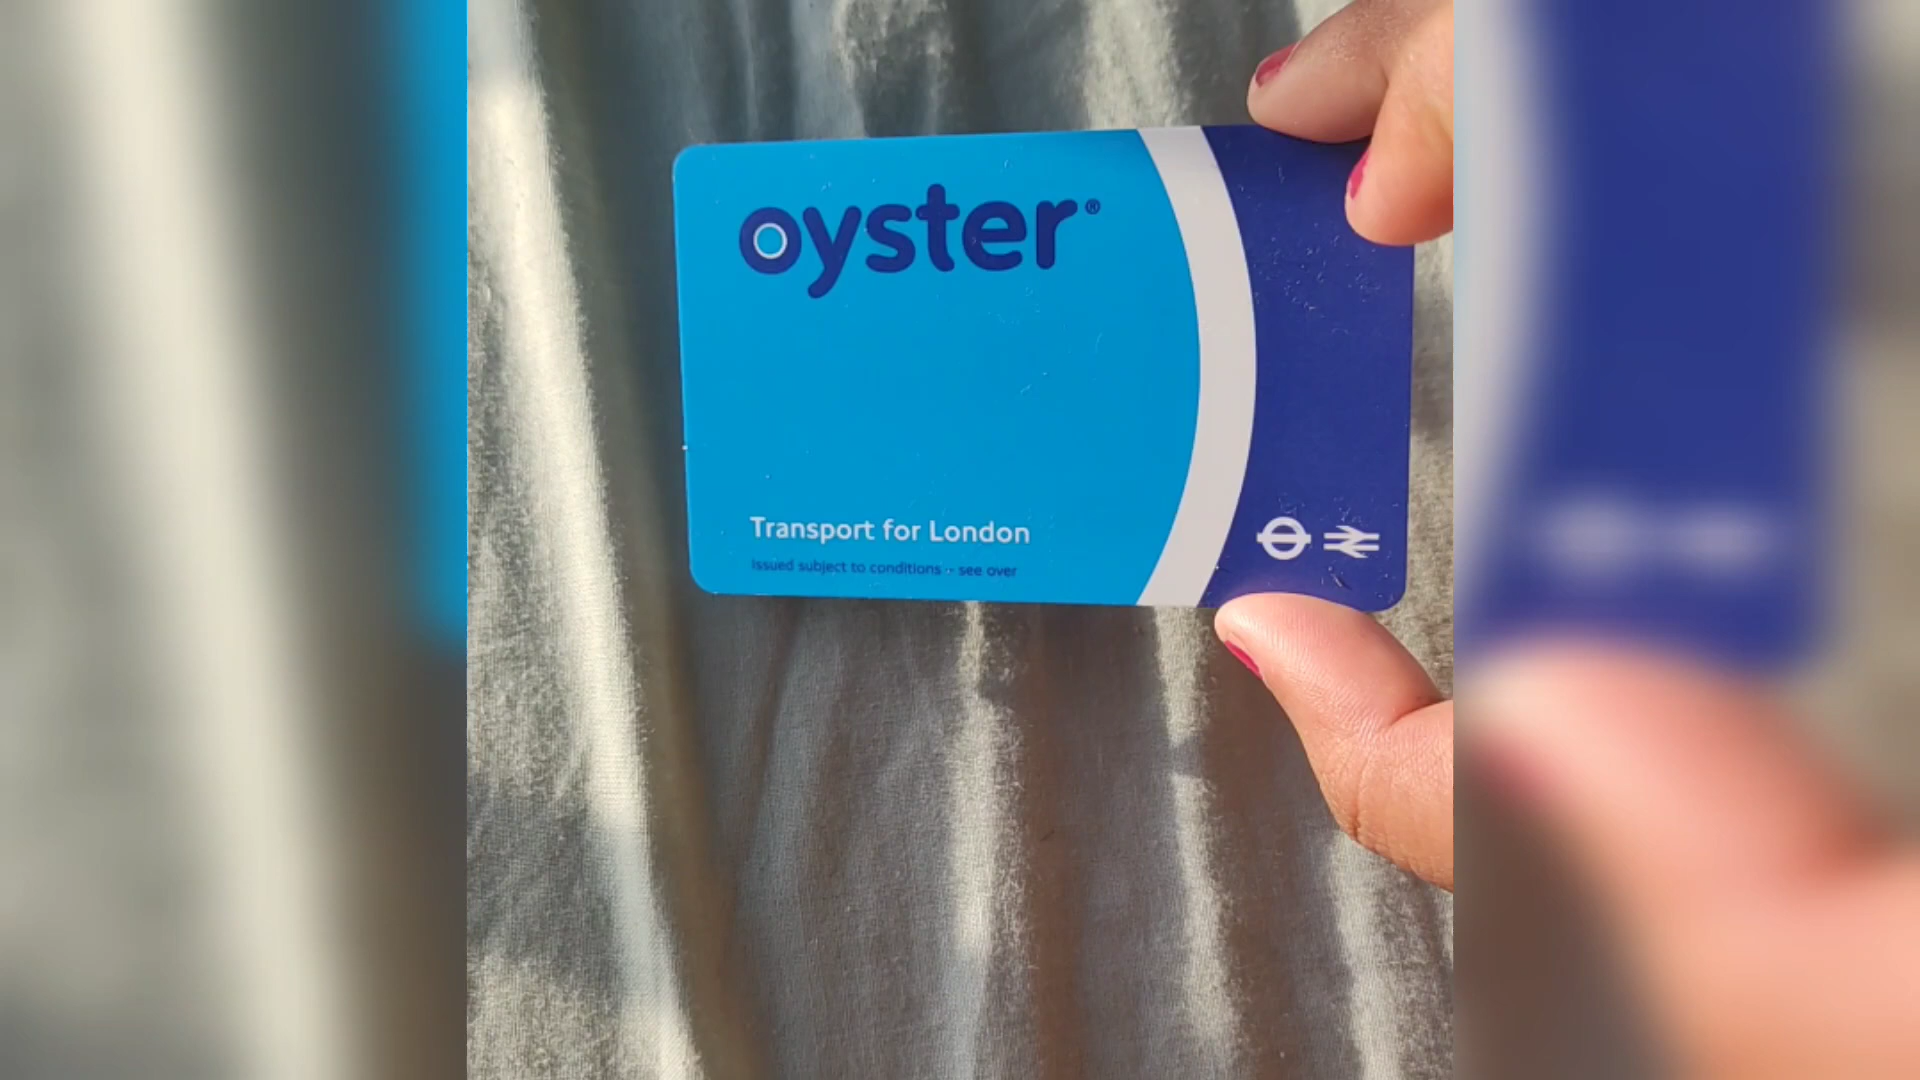 oyster®
Transport for London
Issued subject to conditions - see over